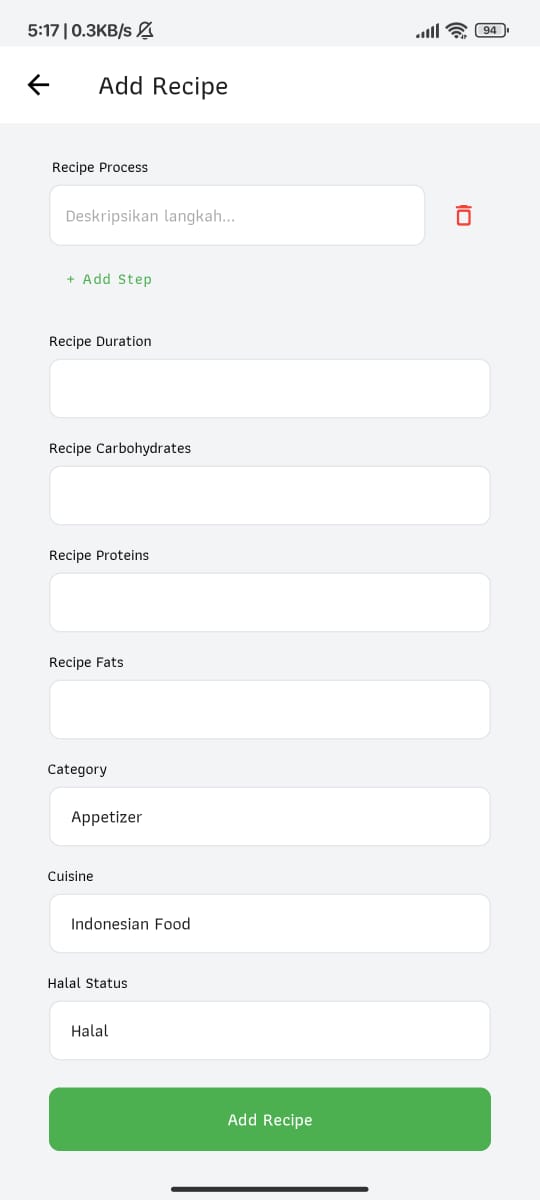 5:17 | 0.3KB/s
94
Add Recipe
Recipe Process
Deskripsikan langkah...
+ Add Step
Recipe Duration
Recipe Carbohydrates
Recipe Proteins
Recipe Fats
Category
Appetizer
Cuisine
Indonesian Food
Halal Status
Halal
Add Recipe